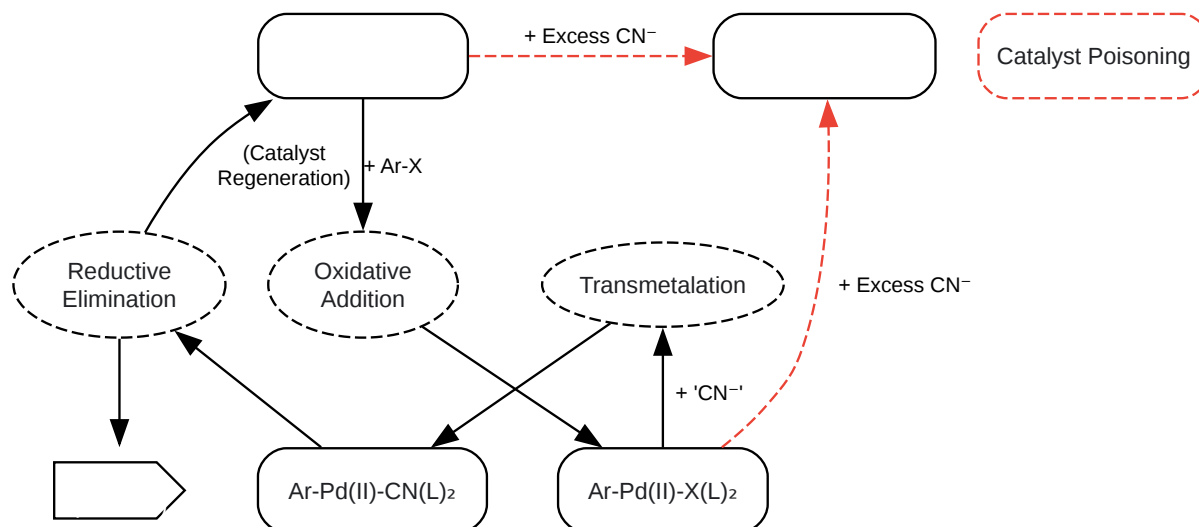 + Excess CN⁻
Catalyst Poisoning
(Catalyst
Regeneration)
+ Ar-X
Reductive
Elimination
Oxidative
Addition
Transmetalation
+ Excess CN⁻
+ 'CN⁻'
Ar-Pd(II)-CN(L)₂
Ar-Pd(II)-X(L)₂